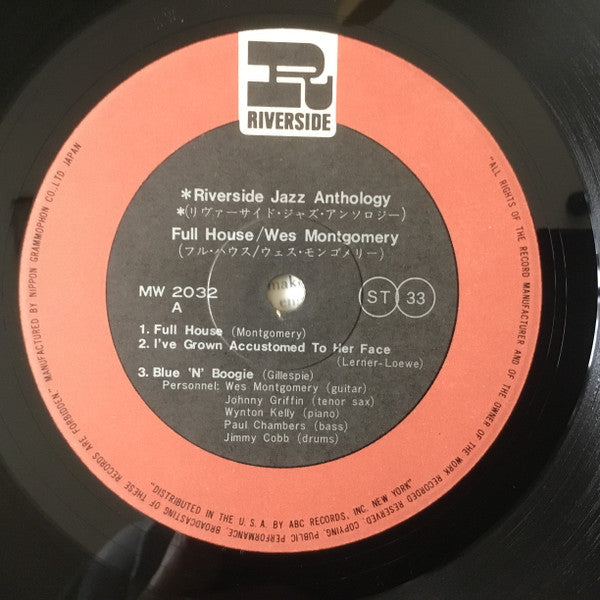 R
RIVERSIDE
*Riverside Jazz Anthology
*(リヴァーサイド・ジャズ・アンソロジー)
Full House/Wes Montgomery
(フル・ハウス/ウェス・モンゴメリー)
make
en
MW 2032
A
ST 33
1. Full House (Montgomery)
2. I've Grown Accustomed To Her Face
(Lerner-Loewe)
3. Blue 'N' Boogie (Gillespie)
Personnel: Wes Montgomery (guitar)
Johnny Griffin (tenor sax)
Wynton Kelly (piano)
Paul Chambers (bass)
Jimmy Cobb (drums)
"ALL RIGHTS OF THE RECORD MANUFACTURER AND OF THE OWNER OF THE WORK RECORDED RESERVED. COPYING, PUBLIC PERFORMANCE, BROADCASTING OF THESE RECORDS ARE FORBIDDEN." MANUFACTURED BY NIPPON GRAMMOPHON CO., LTD. JAPAN
"DISTRIBUTED IN THE U.S.A. BY ABC RECORDS, INC. NEW YORK"